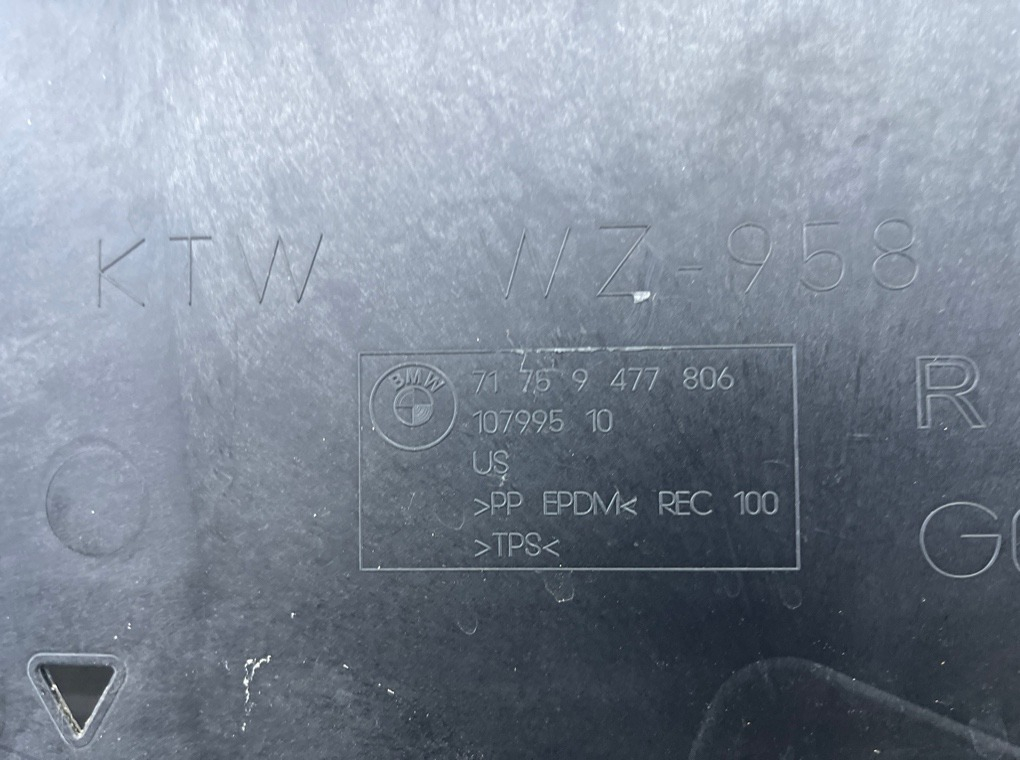 KTW WZ-958
BMW
71 75 9 477 806
107995 10
US
>PP EPDM< REC 100
>TPS<
R